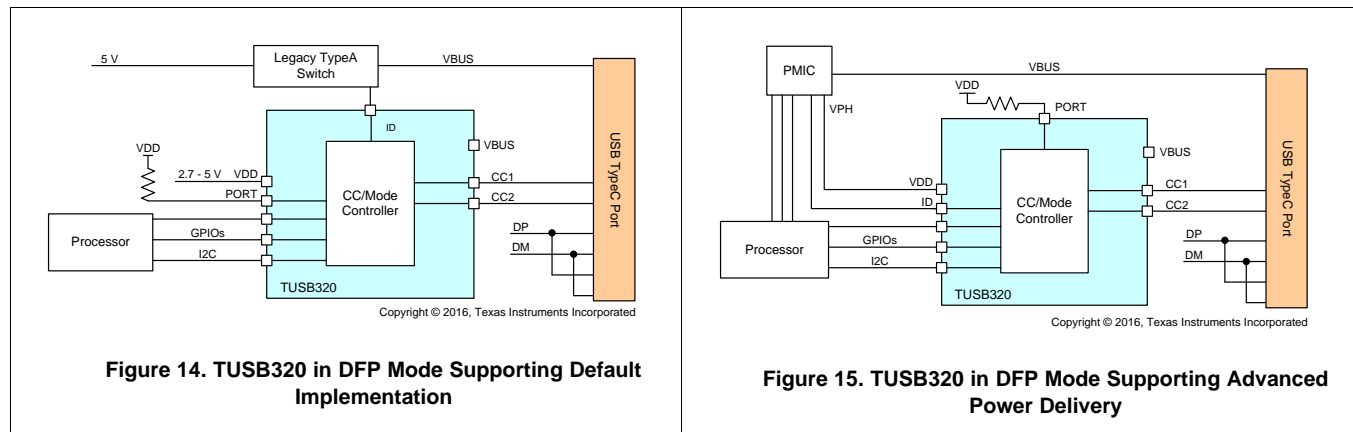 5 V
Legacy TypeA
Switch
VBUS
ID
VBUS
VDD
2.7 - 5 V VDD
PORT
CC/Mode
Controller
CC1
CC2
Processor
GPIOs
I2C
DP
DM
TUSB320
USB TypeC Port
Copyright © 2016, Texas Instruments Incorporated
Figure 14. TUSB320 in DFP Mode Supporting Default
Implementation
PMIC
VBUS
VPH
VDD
PORT
VBUS
VDD
ID
CC/Mode
Controller
CC1
CC2
Processor
GPIOs
I2C
DP
DM
TUSB320
USB TypeC Port
Copyright © 2016, Texas Instruments Incorporated
Figure 15. TUSB320 in DFP Mode Supporting Advanced
Power Delivery